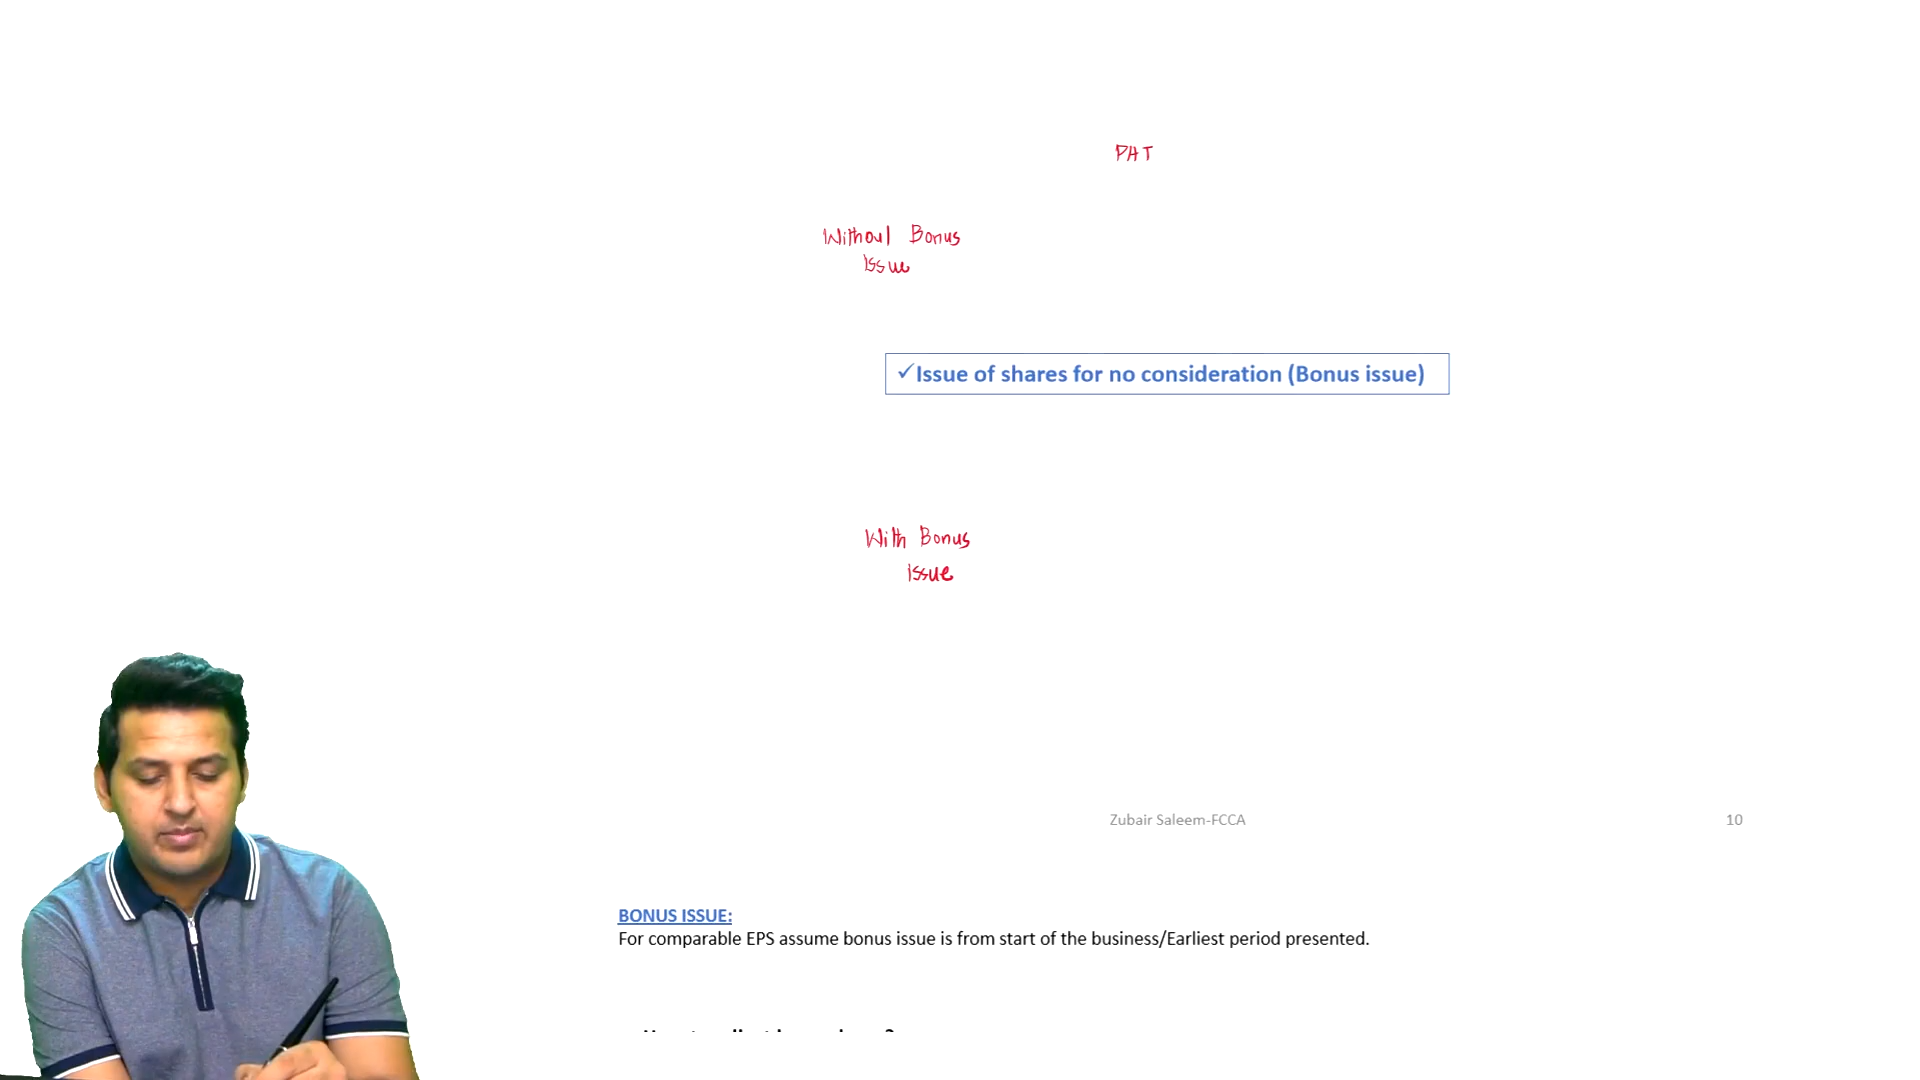 PAT
Without Bonus
Issue
✓Issue of shares for no consideration (Bonus issue)
With Bonus
issue
Zubair Saleem-FCCA
10
BONUS ISSUE:
For comparable EPS assume bonus issue is from start of the business/Earliest period presented.